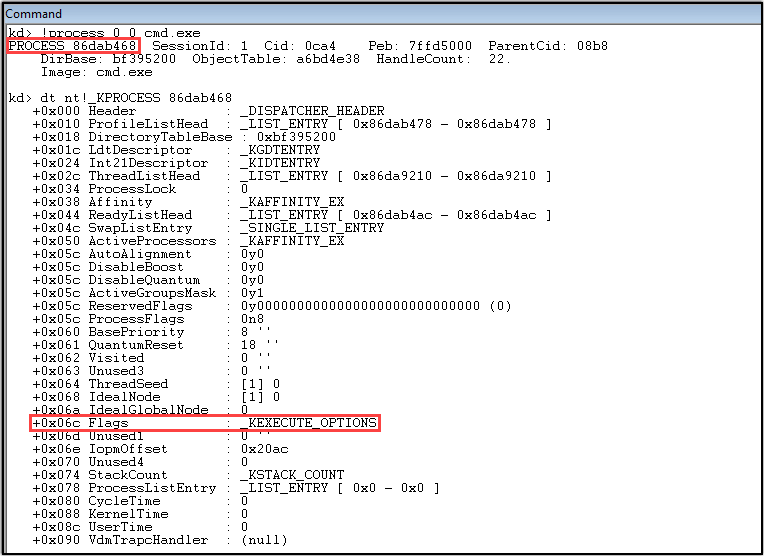 Command
kd> !process 0 0 cmd.exe
PROCESS 86dab468  SessionId: 1  Cid: 0ca4    Peb: 7ffd5000  ParentCid: 08b8
    DirBase: bf395200  ObjectTable: a6bd4e38  HandleCount:  22.
    Image: cmd.exe
kd> dt nt!_KPROCESS 86dab468
   +0x000 Header           : _DISPATCHER_HEADER
   +0x010 ProfileListHead  : _LIST_ENTRY [ 0x86dab478 - 0x86dab478 ]
   +0x018 DirectoryTableBase : 0xbf395200
   +0x01c LdtDescriptor    : _KGDTENTRY
   +0x024 Int21Descriptor  : _KIDTENTRY
   +0x02c ThreadListHead   : _LIST_ENTRY [ 0x86da9210 - 0x86da9210 ]
   +0x034 ProcessLock      : 0
   +0x038 Affinity         : _KAFFINITY_EX
   +0x044 ReadyListHead    : _LIST_ENTRY [ 0x86dab4ac - 0x86dab4ac ]
   +0x04c SwapListEntry    : _SINGLE_LIST_ENTRY
   +0x050 ActiveProcessors : _KAFFINITY_EX
   +0x05c AutoAlignment    : 0y0
   +0x05c DisableBoost     : 0y0
   +0x05c DisableQuantum   : 0y0
   +0x05c ActiveGroupsMask : 0y1
   +0x05c ReservedFlags    : 0y0000000000000000000000000000 (0)
   +0x05c ProcessFlags     : 0n8
   +0x060 BasePriority     : 8 ''
   +0x061 QuantumReset     : 18 ''
   +0x062 Visited          : 0 ''
   +0x063 Unused3          : 0 ''
   +0x064 ThreadSeed       : [1] 0
   +0x068 IdealNode        : [1] 0
   +0x06a IdealGlobalNode  : 0
   +0x06c Flags            : _KEXECUTE_OPTIONS
   +0x06d Unused1          : 0 ''
   +0x06e IopmOffset       : 0x20ac
   +0x070 Unused4          : 0
   +0x074 StackCount       : _KSTACK_COUNT
   +0x078 ProcessListEntry : _LIST_ENTRY [ 0x0 - 0x0 ]
   +0x080 CycleTime        : 0
   +0x088 KernelTime       : 0
   +0x08c UserTime         : 0
   +0x090 VdmTrapcHandler  : (null)